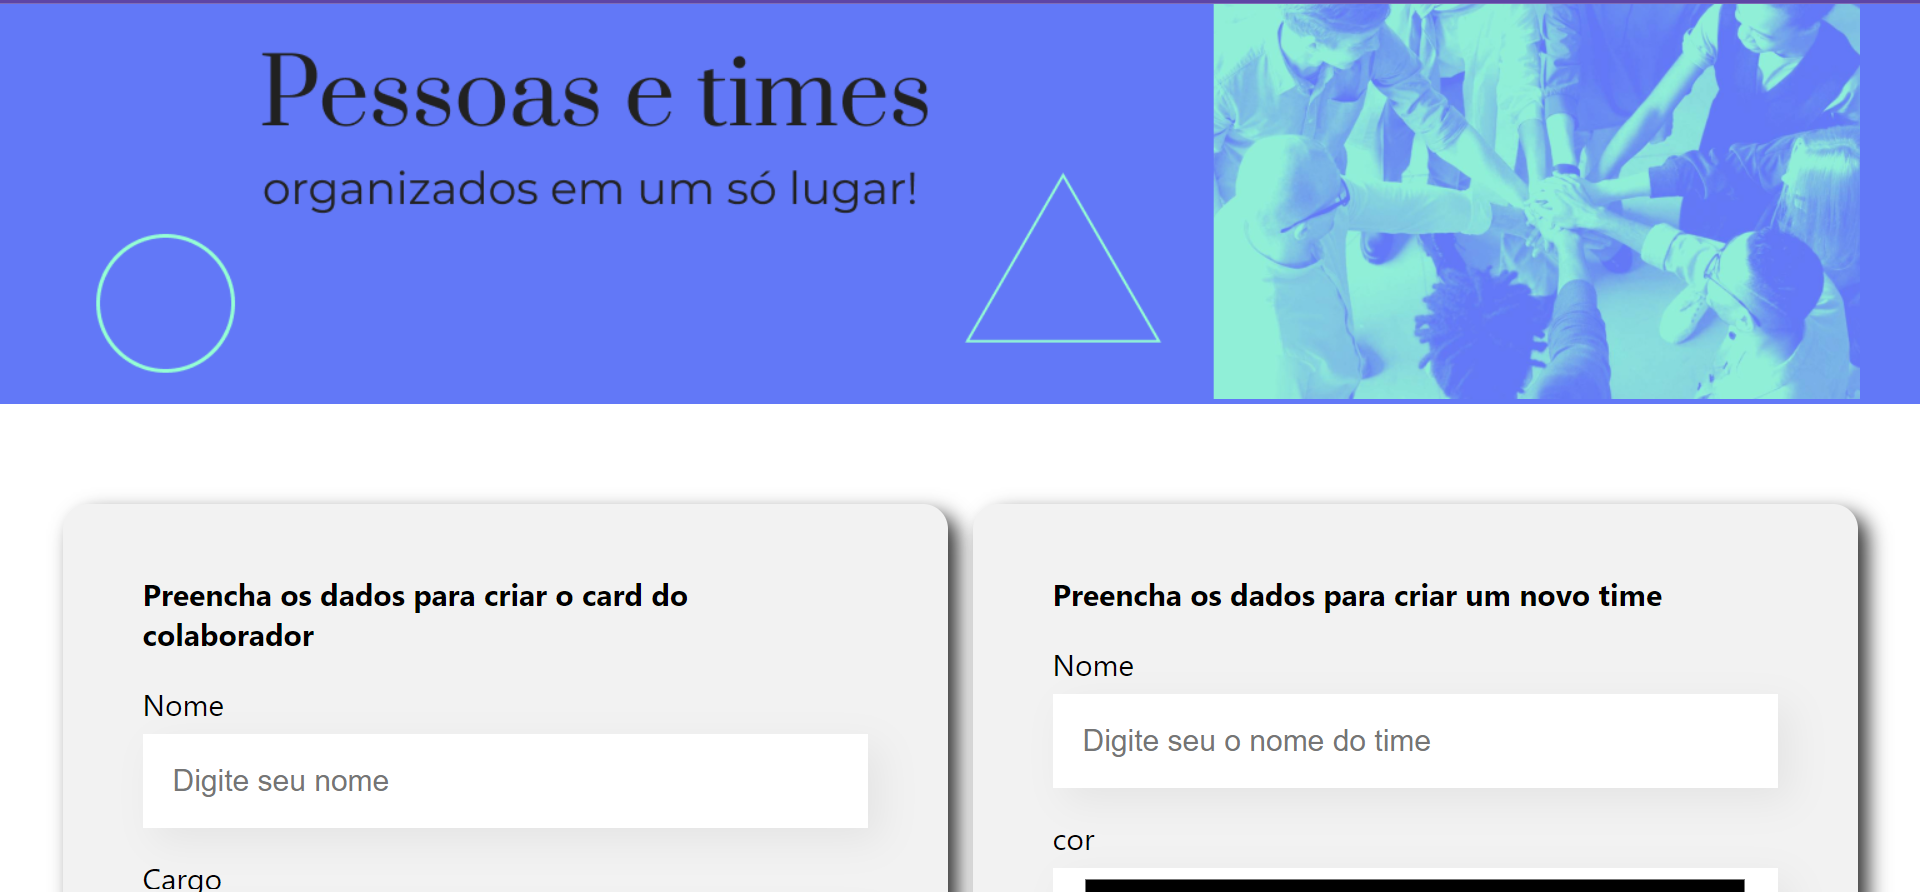 Pessoas e times
organizados em um só lugar!
Preencha os dados para criar o card do
colaborador
Nome
Digite seu nome
Cargo
Preencha os dados para criar um novo time
Nome
Digite seu o nome do time
cor